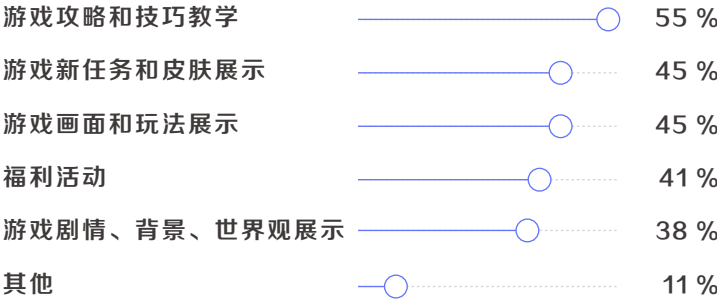 游戏攻略和技巧教学 55 %
游戏新任务和皮肤展示 45 %
游戏画面和玩法展示 45 %
福利活动 41 %
游戏剧情、背景、世界观展示 38 %
其他 11 %